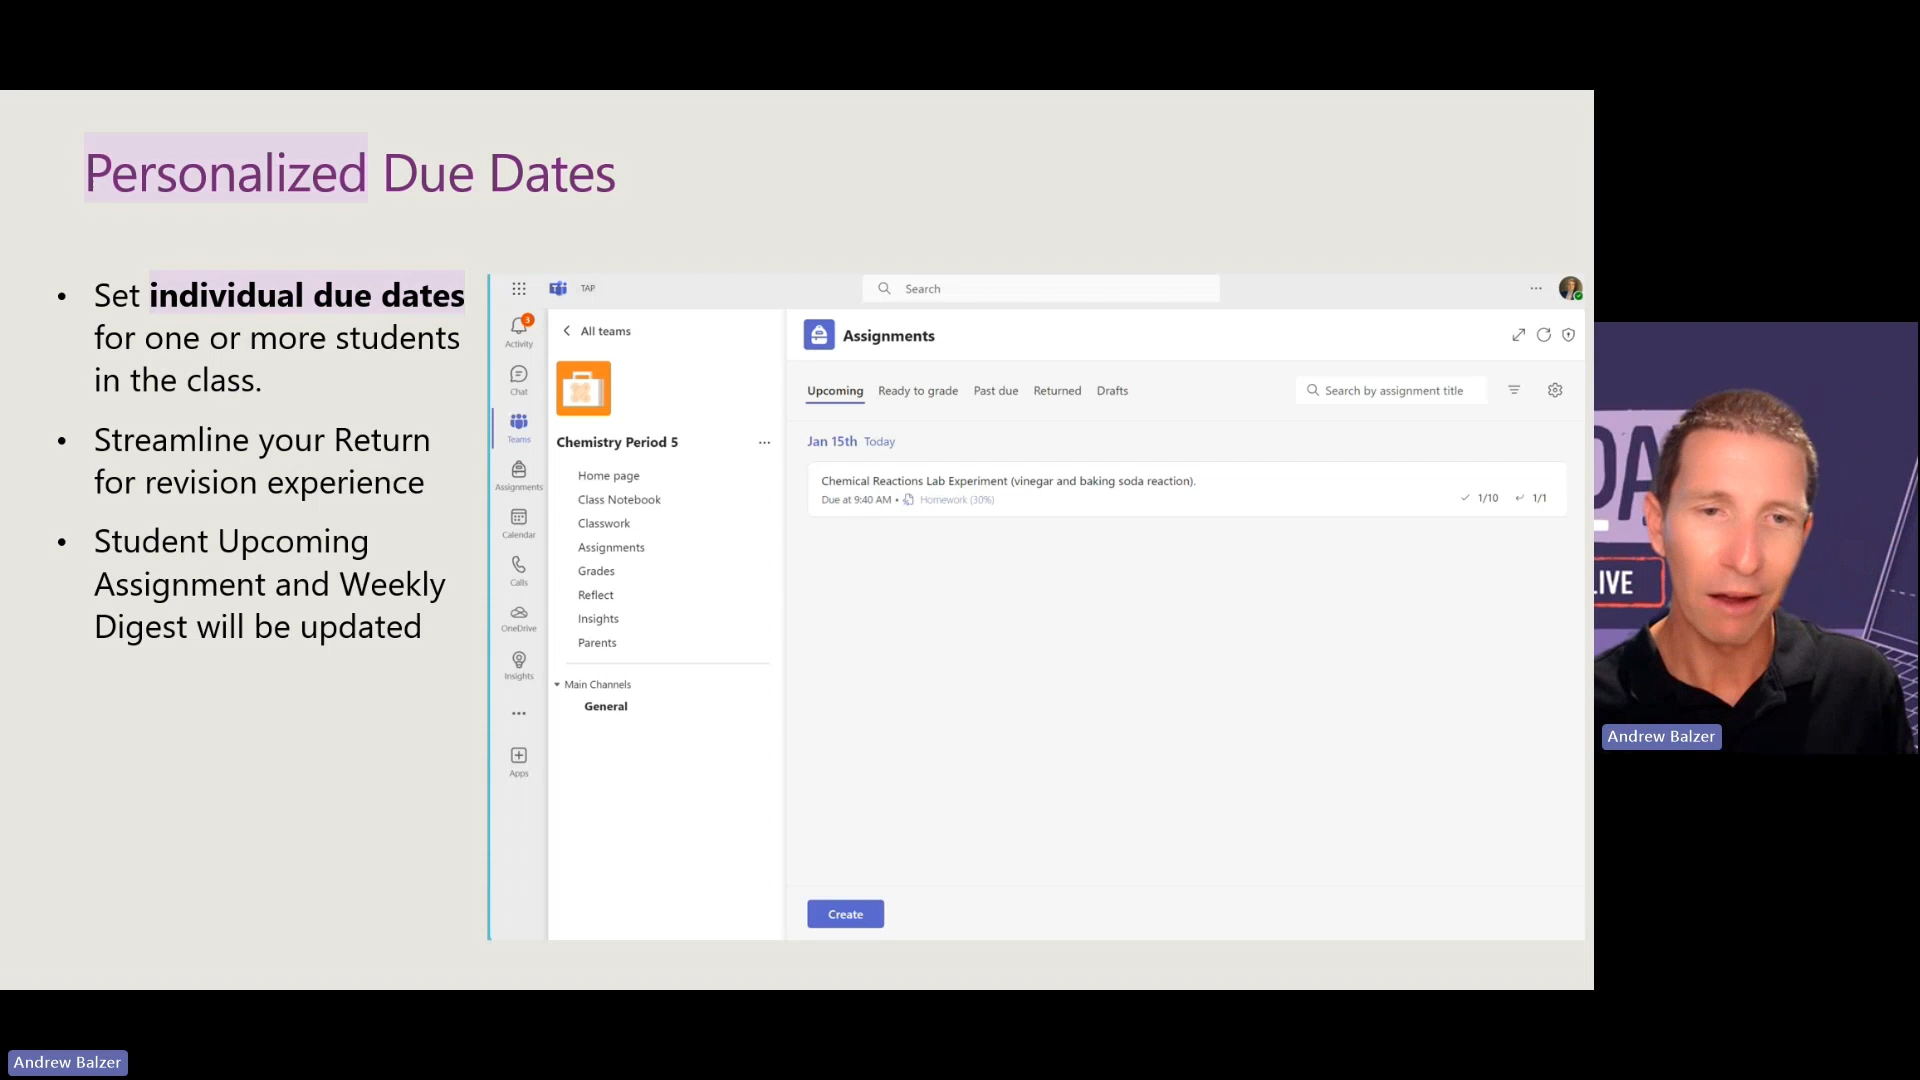 Personalized Due Dates
• Set individual due dates
for one or more students
in the class.
• Streamline your Return
for revision experience
• Student Upcoming
Assignment and Weekly
Digest will be updated
TAP
Search
3
Activity
Chat
Teams
Assignments
Calendar
Calls
OneDrive
Insights
Apps
All teams
Chemistry Period 5
Home page
Class Notebook
Classwork
Assignments
Grades
Reflect
Insights
Parents
Main Channels
General
Assignments
Upcoming Ready to grade Past due Returned Drafts
Search by assignment title
Jan 15th Today
Chemical Reactions Lab Experiment (vinegar and baking soda reaction).
Due at 9:40 AM • Homework (30%)
1/10 1/1
Create
LIVE
Andrew Balzer
Andrew Balzer